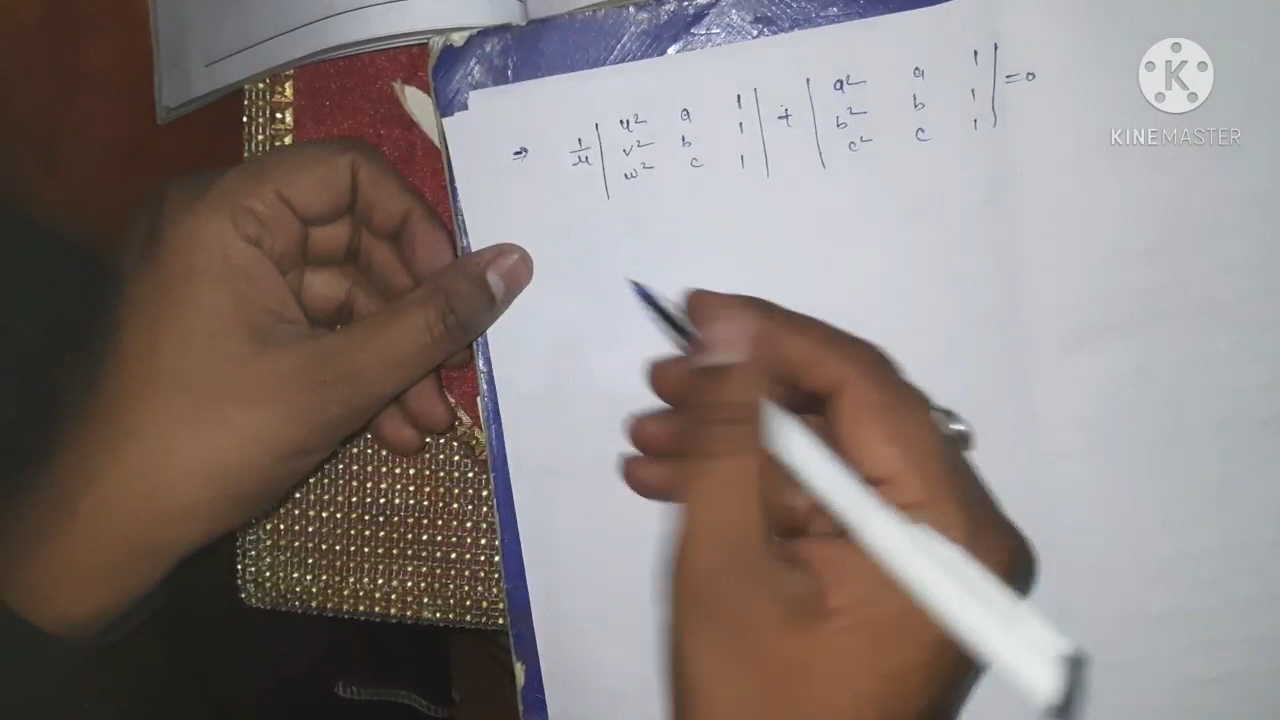 ⇒ 1/μ | u² a 1 | + | a² a 1 | = 0
| v² b 1 | | b² b 1 |
| w² c 1 | | c² c 1 |
K
KINEMASTER